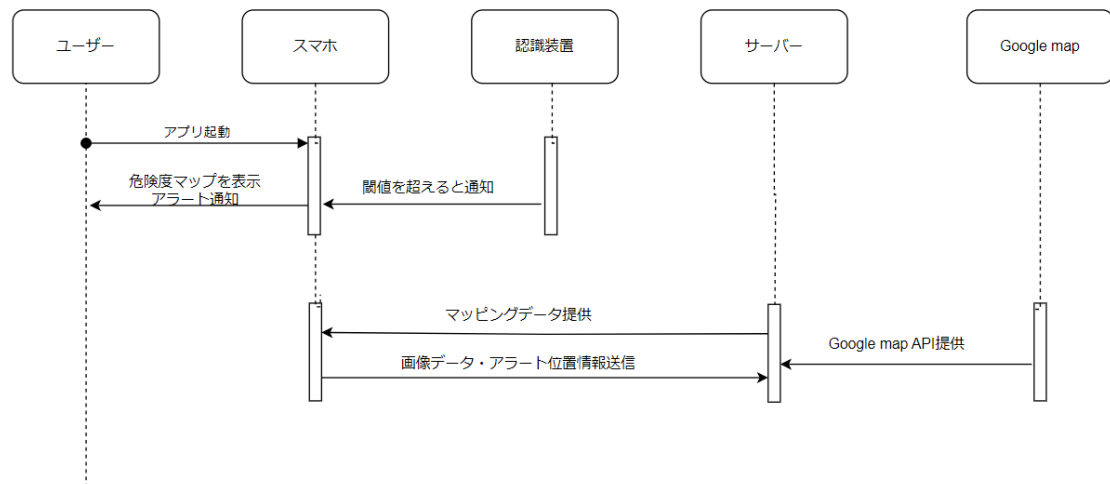 ユーザー
スマホ
認識装置
サーバー
Google map
アプリ起動
危険度マップを表示
アラート通知
閾値を超えると通知
マッピングデータ提供
Google map API提供
画像データ・アラート位置情報送信